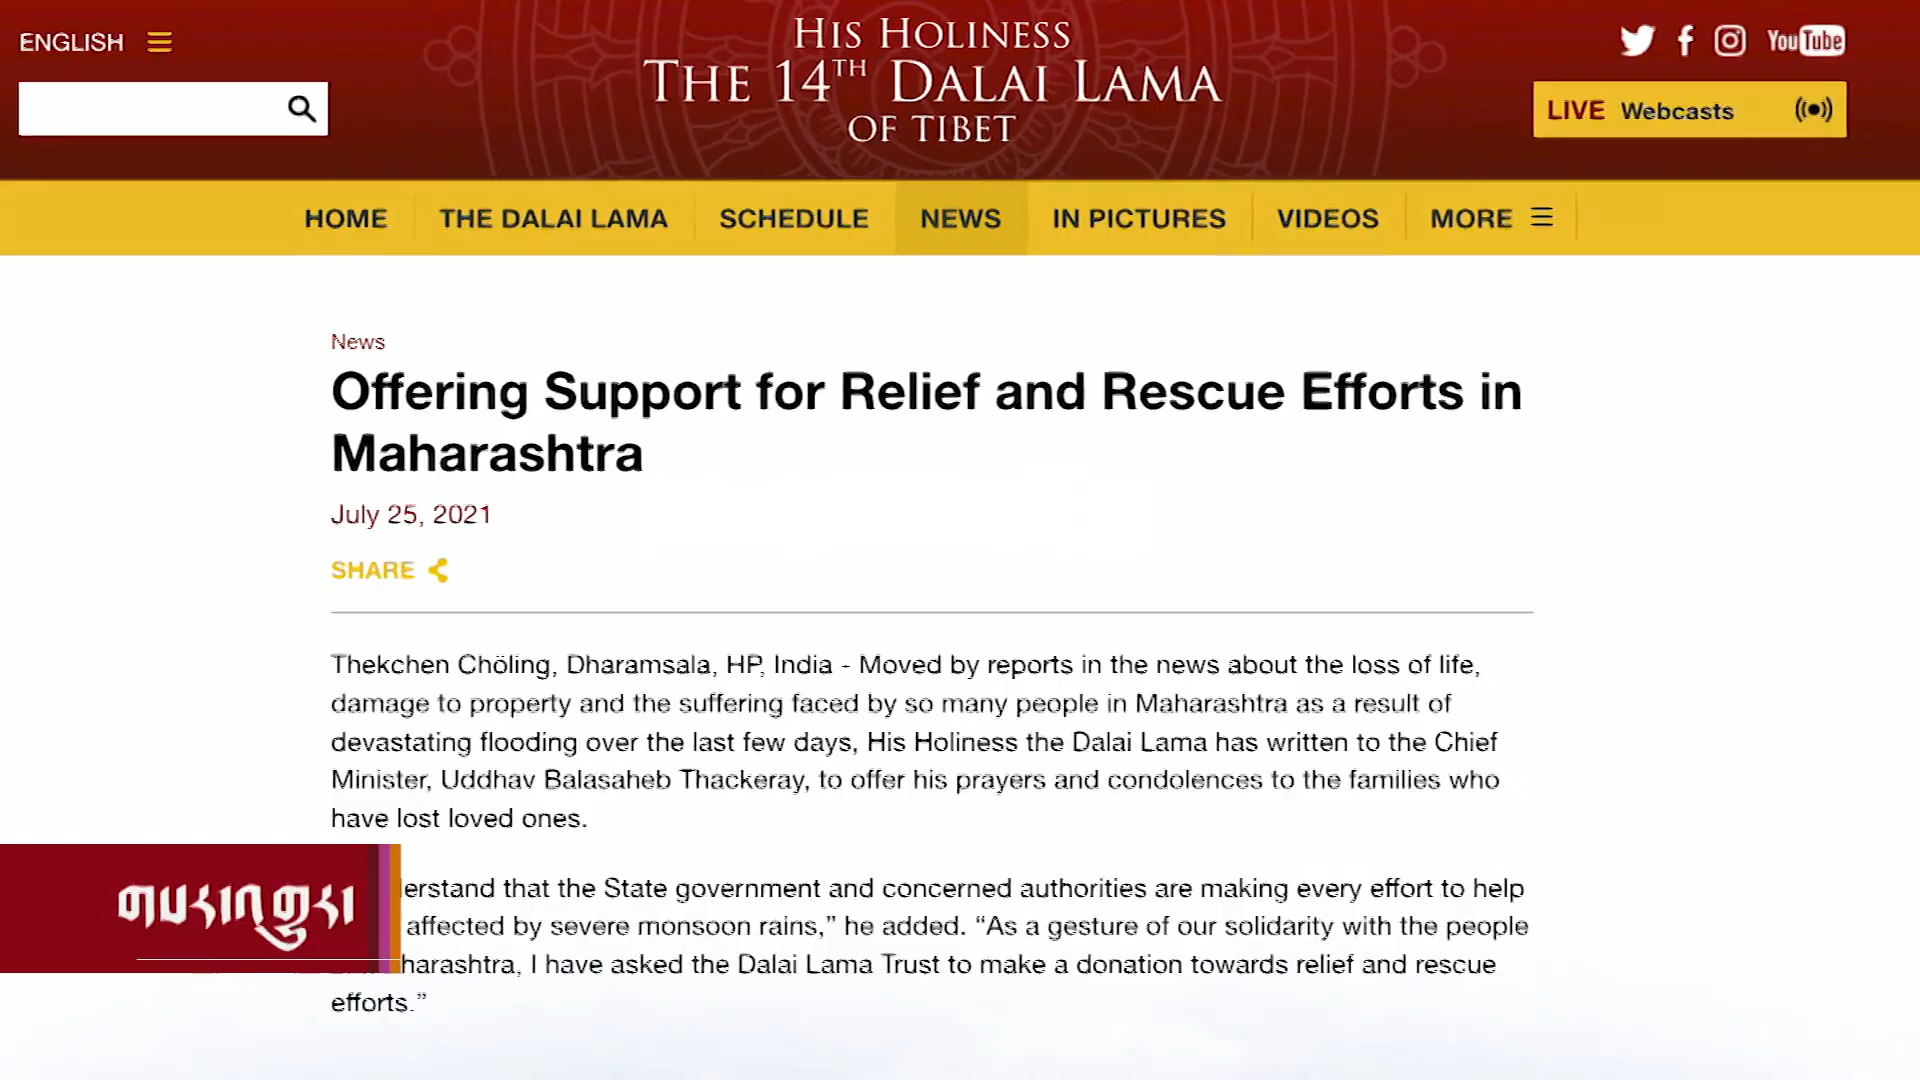 ENGLISH
HIS HOLINESS
THE 14TH DALAI LAMA
OF TIBET
YouTube
LIVE Webcasts
HOME
THE DALAI LAMA
SCHEDULE
NEWS
IN PICTURES
VIDEOS
MORE
News
Offering Support for Relief and Rescue Efforts in
Maharashtra
July 25, 2021
SHARE
Thekchen Chöling, Dharamsala, HP, India - Moved by reports in the news about the loss of life,
damage to property and the suffering faced by so many people in Maharashtra as a result of
devastating flooding over the last few days, His Holiness the Dalai Lama has written to the Chief
Minister, Uddhav Balasaheb Thackeray, to offer his prayers and condolences to the families who
have lost loved ones.
erstand that the State government and concerned authorities are making every effort to help
affected by severe monsoon rains,” he added. “As a gesture of our solidarity with the people
harashtra, I have asked the Dalai Lama Trust to make a donation towards relief and rescue
efforts.”